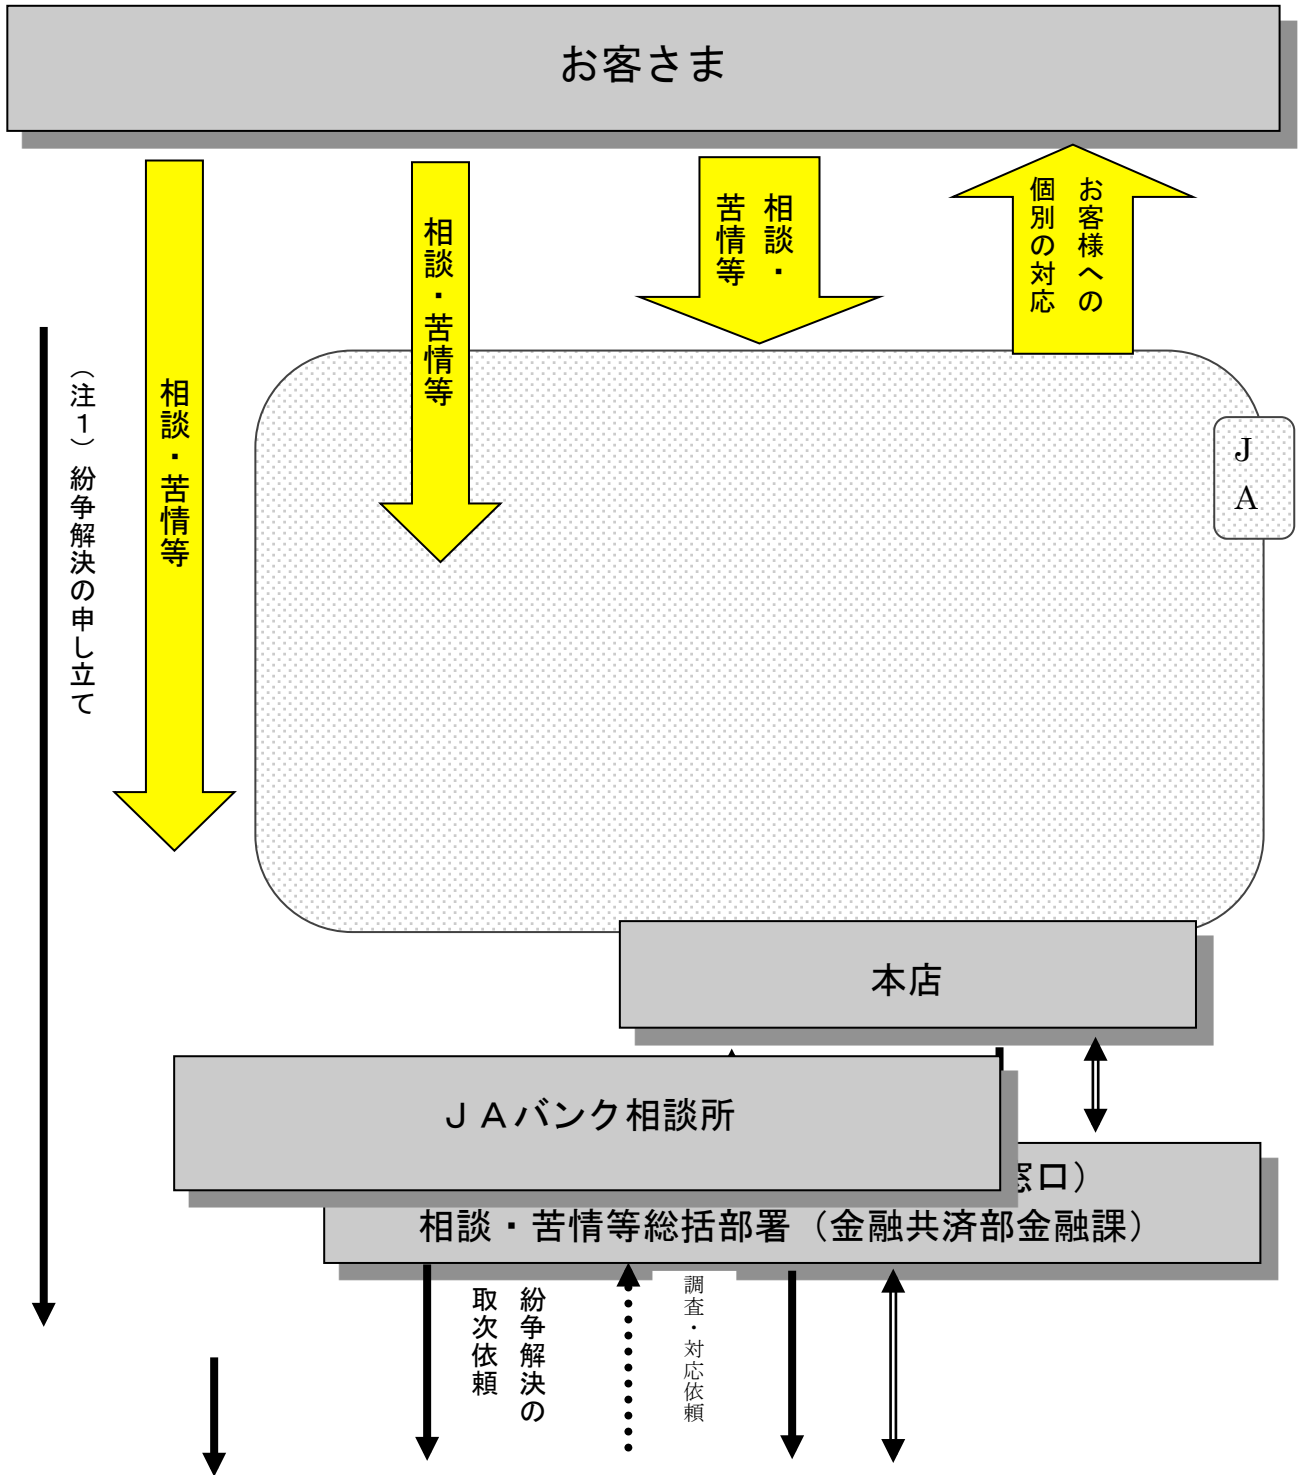 お客さま
相談・苦情等
相談・苦情等
相談・
苦情等
お客様への
個別の対応
（注１）紛争解決の申し立て
ＪＡ
本店
ＪＡバンク相談所
窓口）
相談・苦情等総括部署（金融共済部金融課）
紛争解決の
取次依頼
調査・対応依頼